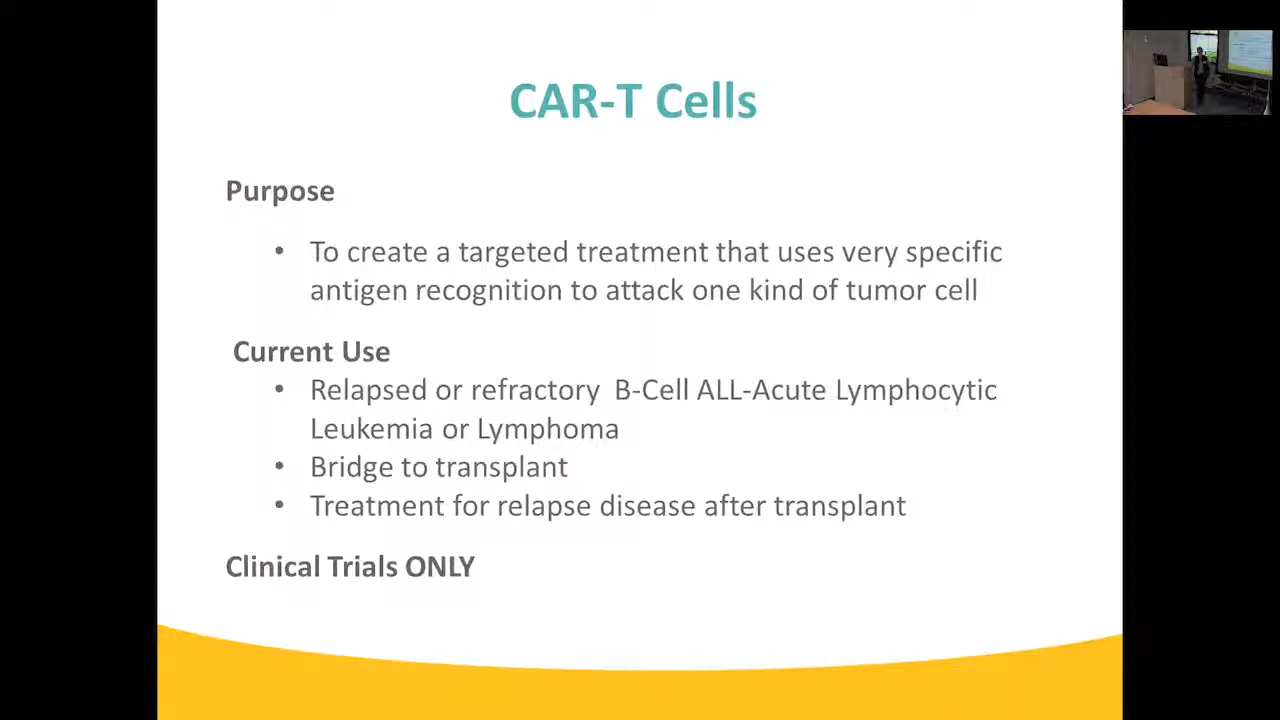 CAR-T Cells
Purpose
• To create a targeted treatment that uses very specific
antigen recognition to attack one kind of tumor cell
Current Use
• Relapsed or refractory B-Cell ALL-Acute Lymphocytic
Leukemia or Lymphoma
• Bridge to transplant
• Treatment for relapse disease after transplant
Clinical Trials ONLY